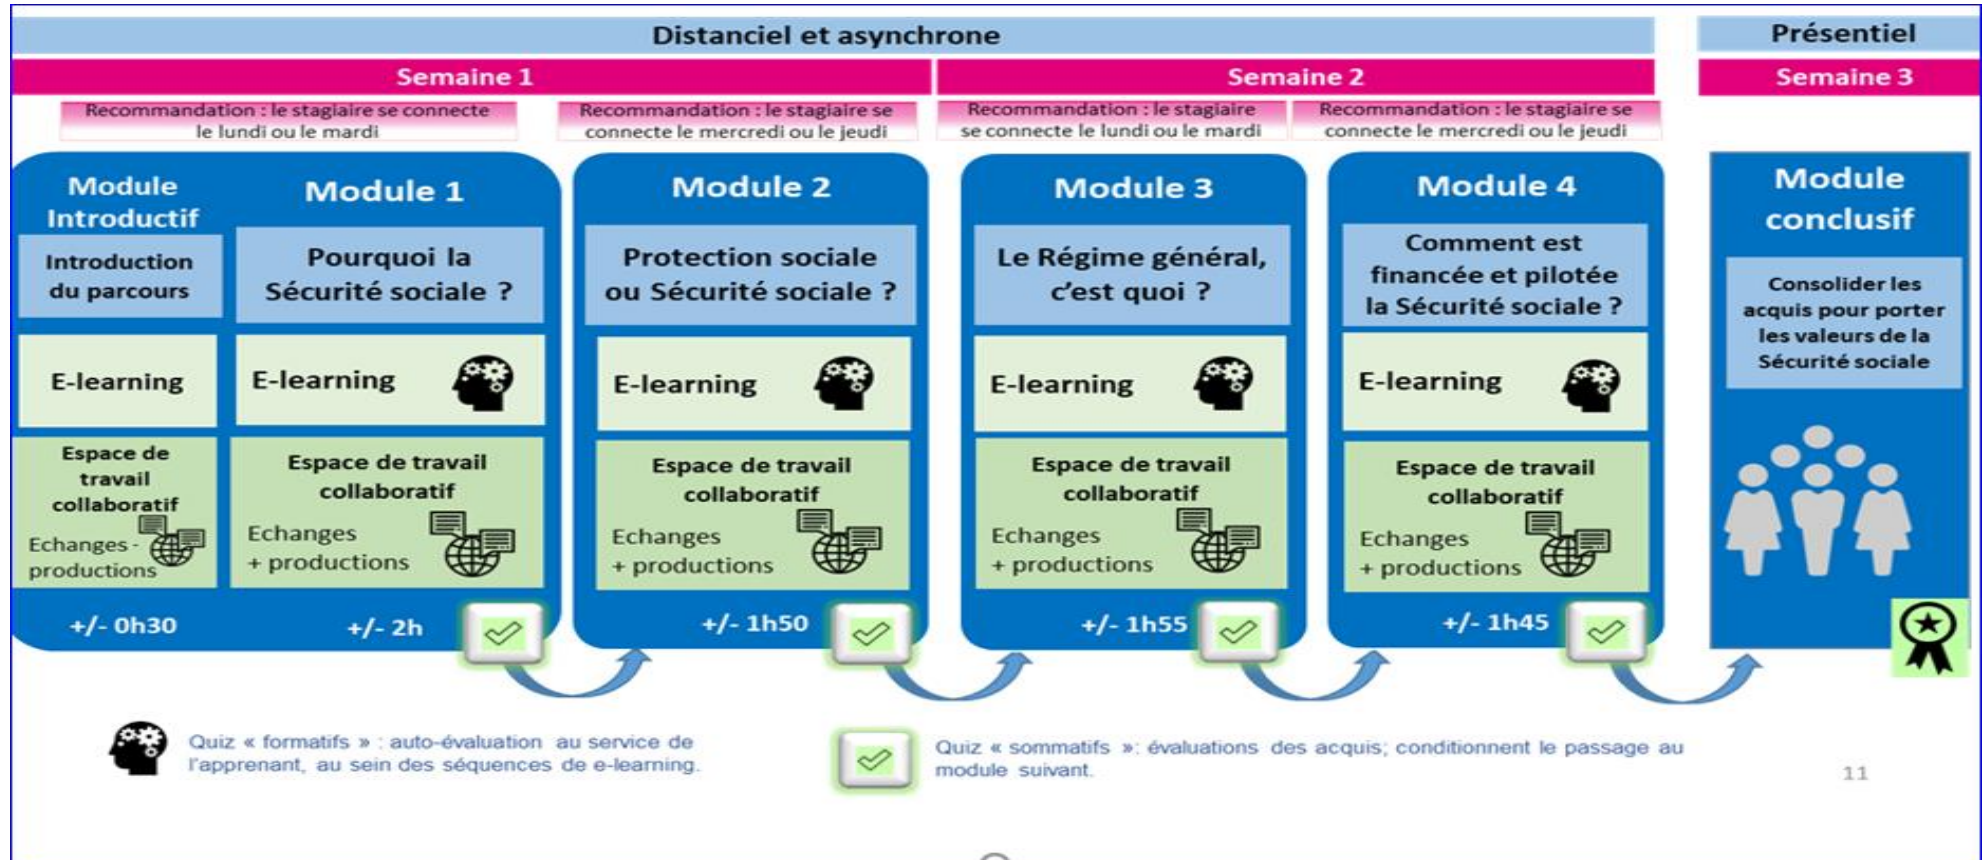 Distanciel et asynchrone
Présentiel
Semaine 1
Semaine 2
Semaine 3
Recommandation : le stagiaire se connecte
le lundi ou le mardi
Recommandation : le stagiaire se
connecte le mercredi ou le jeudi
Recommandation : le stagiaire
se connecte le lundi ou le mardi
Recommandation : le stagiaire se
connecte le mercredi ou le jeudi
Module
Introductif
Introduction
du parcours
E-learning
Espace de
travail
collaboratif
Echanges -
productions
+/- 0h30
Module 1
Pourquoi la
Sécurité sociale ?
E-learning
Espace de travail
collaboratif
Echanges
+ productions
+/- 2h
Module 2
Protection sociale
ou Sécurité sociale ?
E-learning
Espace de travail
collaboratif
Echanges
+ productions
+/- 1h50
Module 3
Le Régime général,
c'est quoi ?
E-learning
Espace de travail
collaboratif
Echanges
+ productions
+/- 1h55
Module 4
Comment est
financée et pilotée
la Sécurité sociale ?
E-learning
Espace de travail
collaboratif
Echanges
+ productions
+/- 1h45
Module
conclusif
Consolider les
acquis pour porter
les valeurs de la
Sécurité sociale
Quiz « formatifs » : auto-évaluation au service de
l'apprenant, au sein des séquences de e-learning.
Quiz « sommatifs »: évaluations des acquis; conditionnent le passage au
module suivant.
11